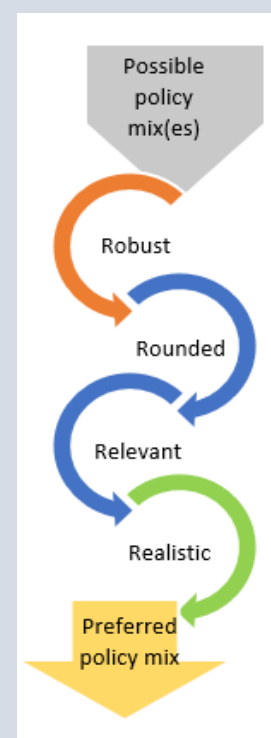 Possible
policy
mix(es)
Robust
Rounded
Relevant
Realistic
Preferred
policy mix